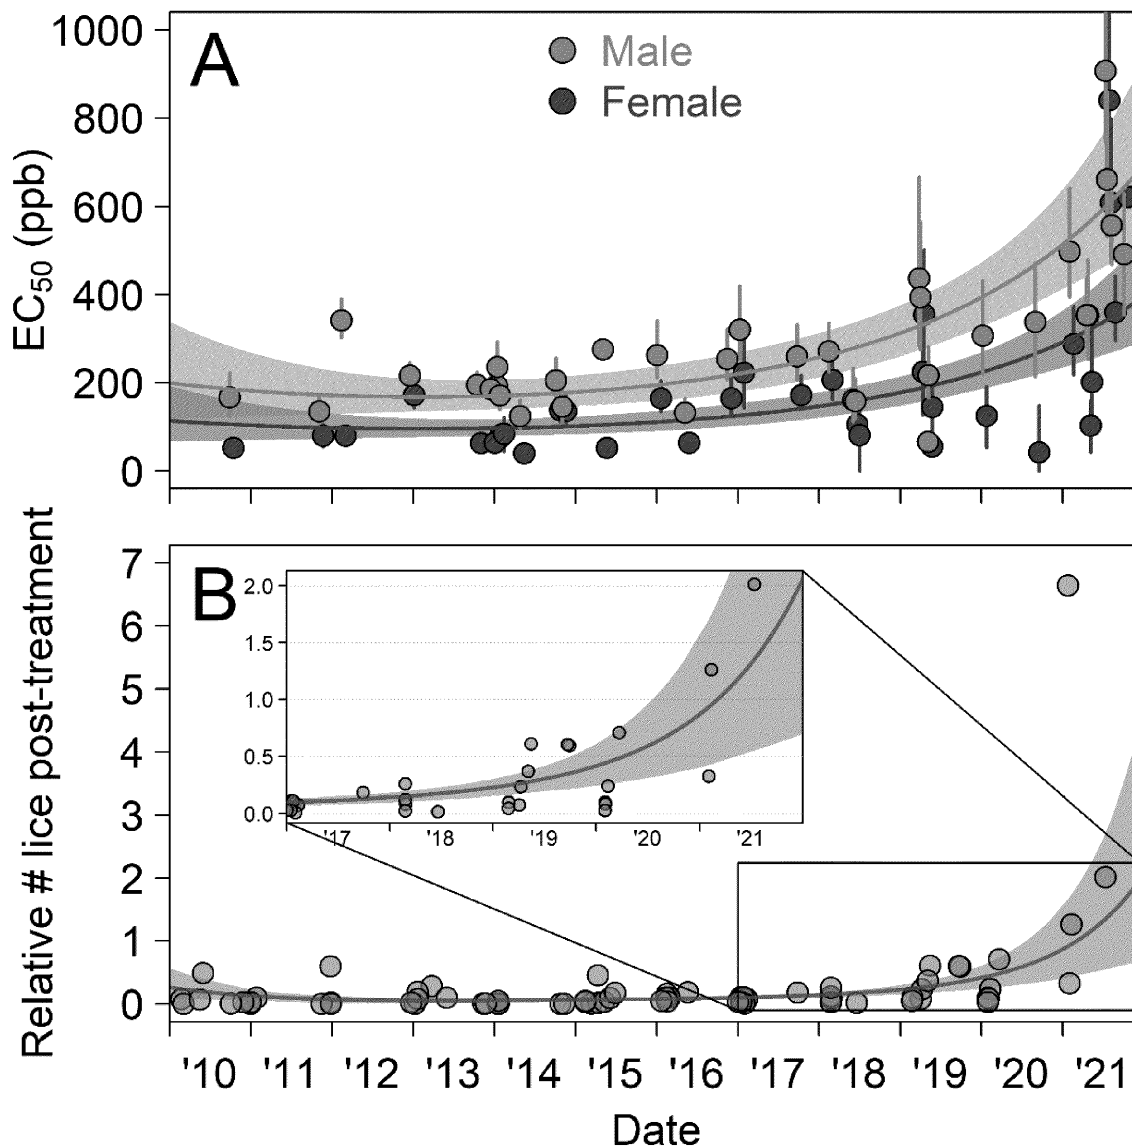 A
Male
Female
1000
800
600
400
200
0
EC50 (ppb)
B
7
6
5
4
3
2
1
0
Relative # lice post-treatment
2.0
1.5
1.0
0.5
0.0
'17 '18 '19 '20 '21
'10 '11 '12 '13 '14 '15 '16 '17 '18 '19 '20 '21
Date